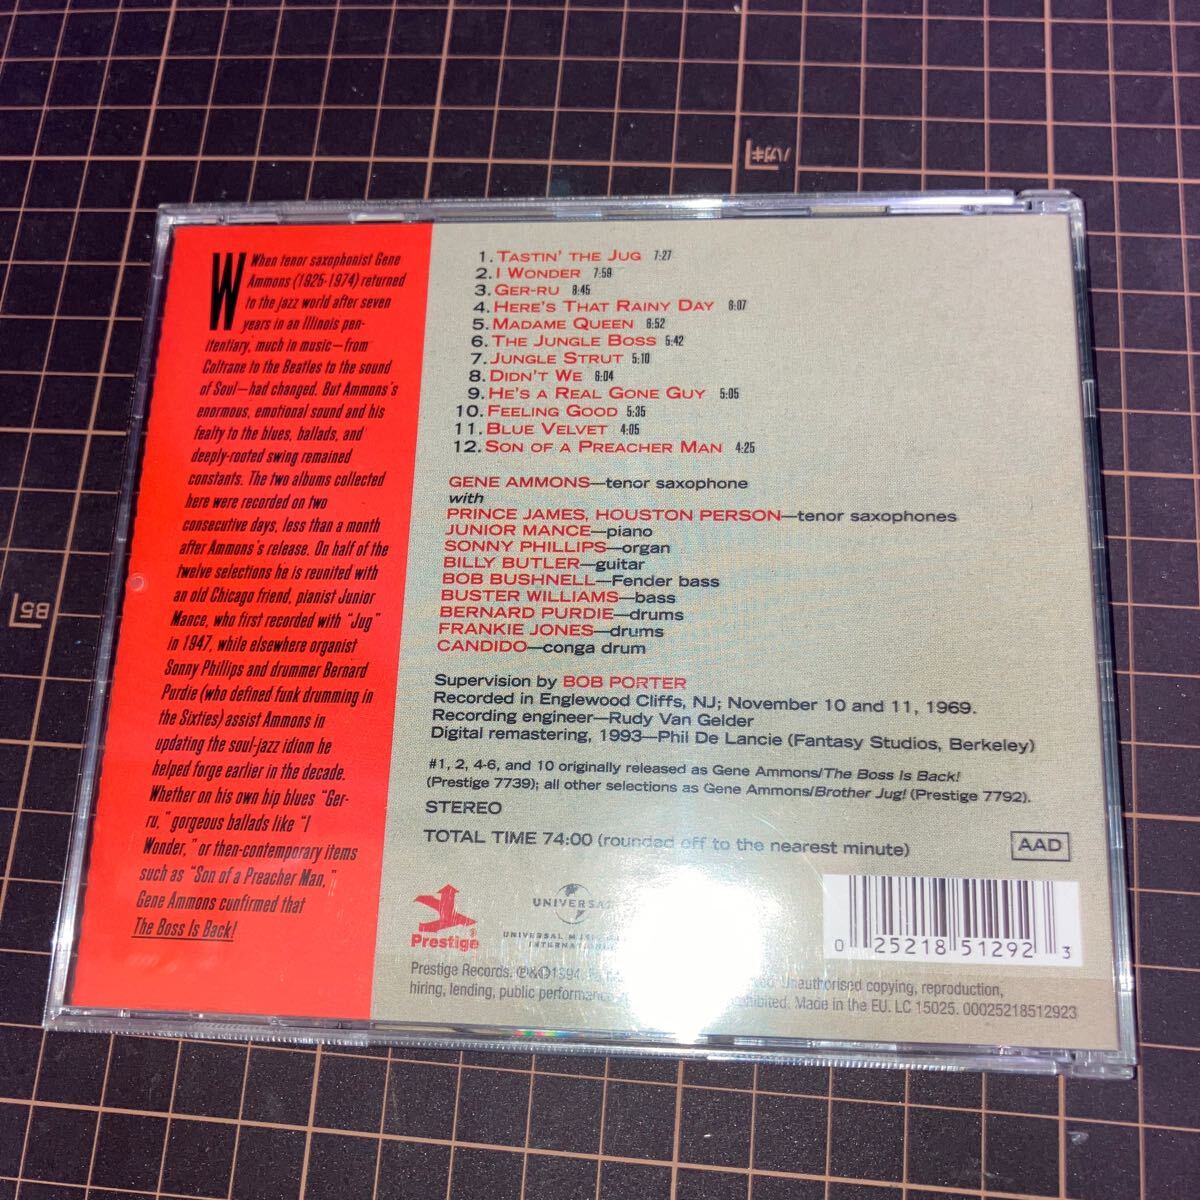 When tenor saxophonist Gene
Ammons (1925-1974) returned
to the jazz world after seven
years in an Illinois pen-
itentiary, much in music—from
Coltrane to the Beatles to the sound
of Soul—had changed. But Ammons's
enormous, emotional sound and his
fealty to the blues, ballads, and
deeply-rooted swing remained
constants. The two albums collected
here were recorded on two
consecutive days, less than a month
after Ammons's release. On half of the
twelve selections he is reunited with
an old Chicago friend, pianist Junior
Mance, who first recorded with "Jug"
in 1947, while elsewhere organist
Sonny Phillips and drummer Bernard
Purdie (who defined funk drumming in
the Sixties) assist Ammons in
updating the soul-jazz idiom he
helped forge earlier in the decade.
Whether on his own hip blues "Ger-
ru," gorgeous ballads like "I
Wonder," or then-contemporary items
such as "Son of a Preacher Man,"
Gene Ammons confirmed that
The Boss Is Back!
1. TASTIN' THE JUG 7:27
2. I WONDER 7:59
3. GER-RU 8:45
4. HERE'S THAT RAINY DAY 6:07
5. MADAME QUEEN 6:52
6. THE JUNGLE BOSS 5:42
7. JUNGLE STRUT 5:10
8. DIDN'T WE 6:04
9. HE'S A REAL GONE GUY 5:05
10. FEELING GOOD 5:35
11. BLUE VELVET 4:05
12. SON OF A PREACHER MAN 4:25
GENE AMMONS—tenor saxophone
with
PRINCE JAMES, HOUSTON PERSON—tenor saxophones
JUNIOR MANCE—piano
SONNY PHILLIPS—organ
BILLY BUTLER—guitar
BOB BUSHNELL—Fender bass
BUSTER WILLIAMS—bass
BERNARD PURDIE—drums
FRANKIE JONES—drums
CANDIDO—conga drum
Supervision by BOB PORTER
Recorded in Englewood Cliffs, NJ; November 10 and 11, 1969.
Recording engineer—Rudy Van Gelder
Digital remastering, 1993—Phil De Lancie (Fantasy Studios, Berkeley)
#1, 2, 4-6, and 10 originally released as Gene Ammons/The Boss Is Back!
(Prestige 7739); all other selections as Gene Ammons/Brother Jug! (Prestige 7792).
STEREO
TOTAL TIME 74:00 (rounded off to the nearest minute)
AAD
Prestige
UNIVERSAL
UNIVERSAL MUSIC
INTERNATIONAL
0 25218 51292 3
Prestige Records. ℗&©1994. Unauthorised copying, reproduction,
hiring, lending, public performance Made in the EU. LC 15025. 00025218512923
B5